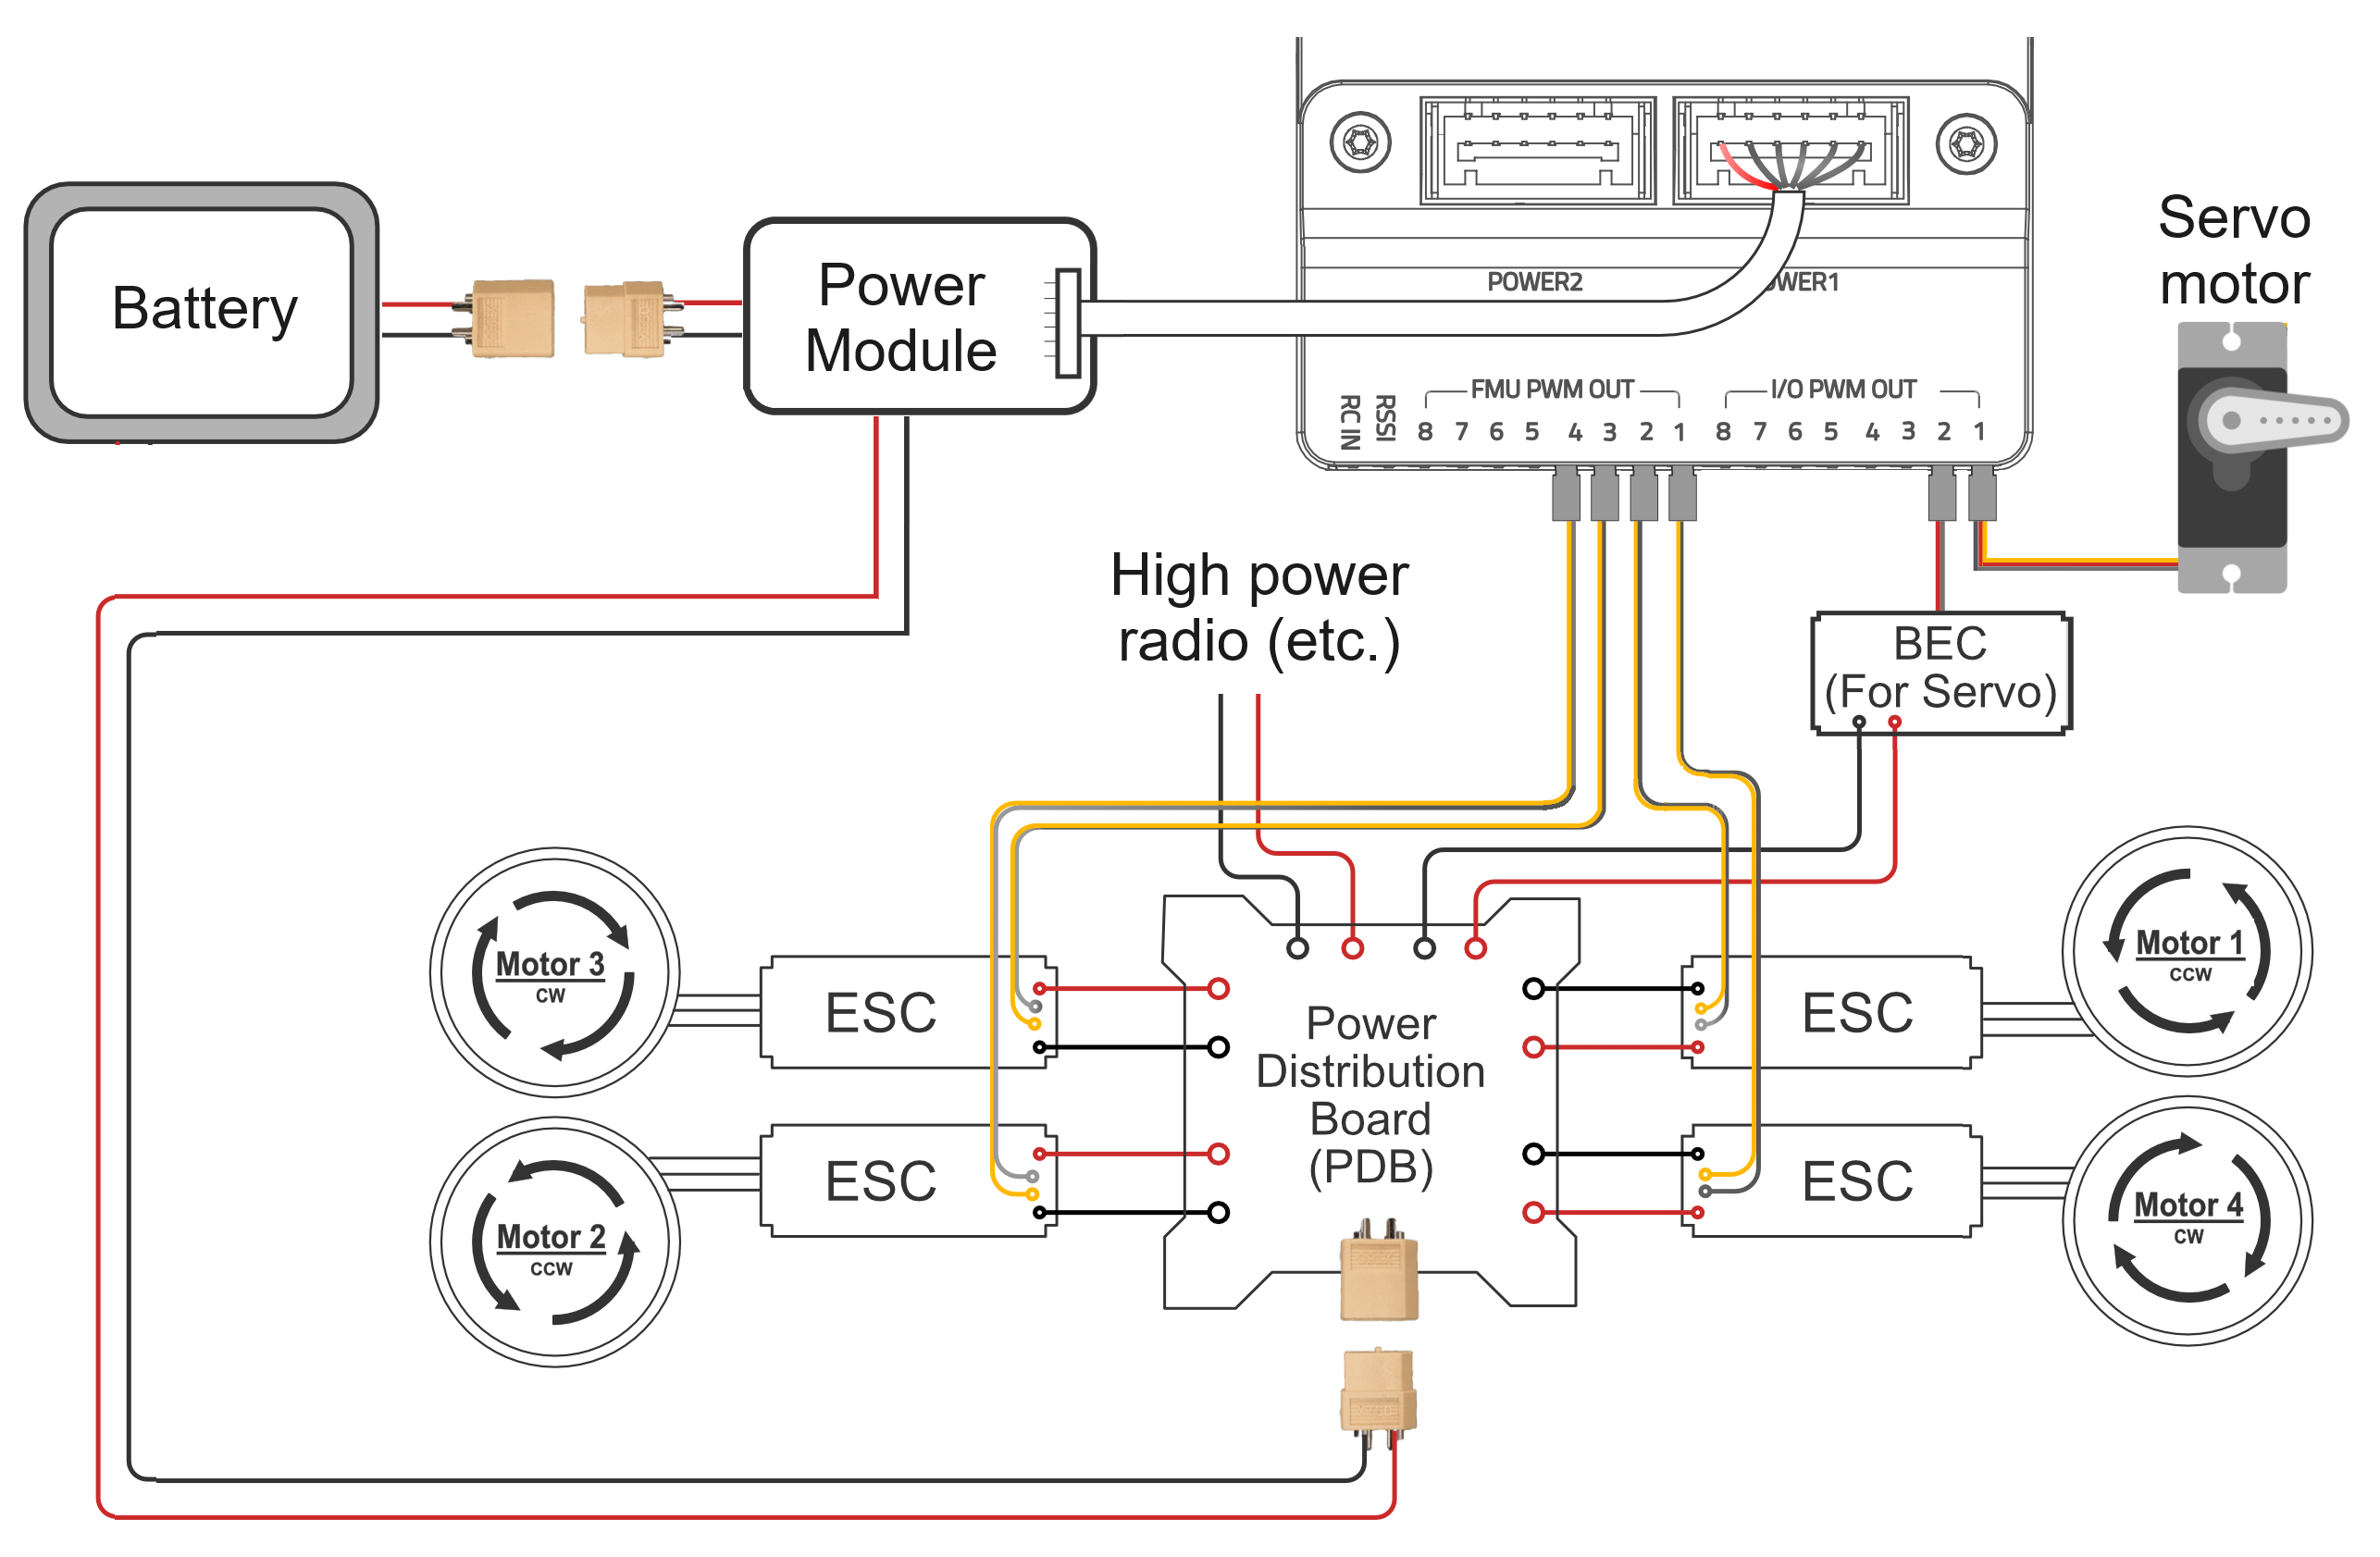 Battery
Power
Module
POWER2
OWER1
Servo
motor
RC IN
RSSI
FMU PWM OUT
I/O PWM OUT
8 7 6 5 4 3 2 1
8 7 6 5 4 3 2 1
High power
radio (etc.)
BEC
(For Servo)
Motor 3
CW
ESC
Power
Distribution
Board
(PDB)
ESC
Motor 1
CCW
Motor 2
CCW
ESC
ESC
Motor 4
CW